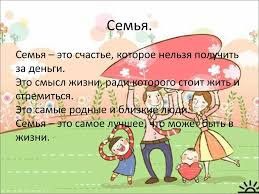 Семья.
Семья – это счастье, которое нельзя получить
за деньги.
Это смысл жизни, ради которого стоит жить и
стремиться.
Это самые родные и близкие люди.
Семья – это самое лучшее, что может быть в
жизни.